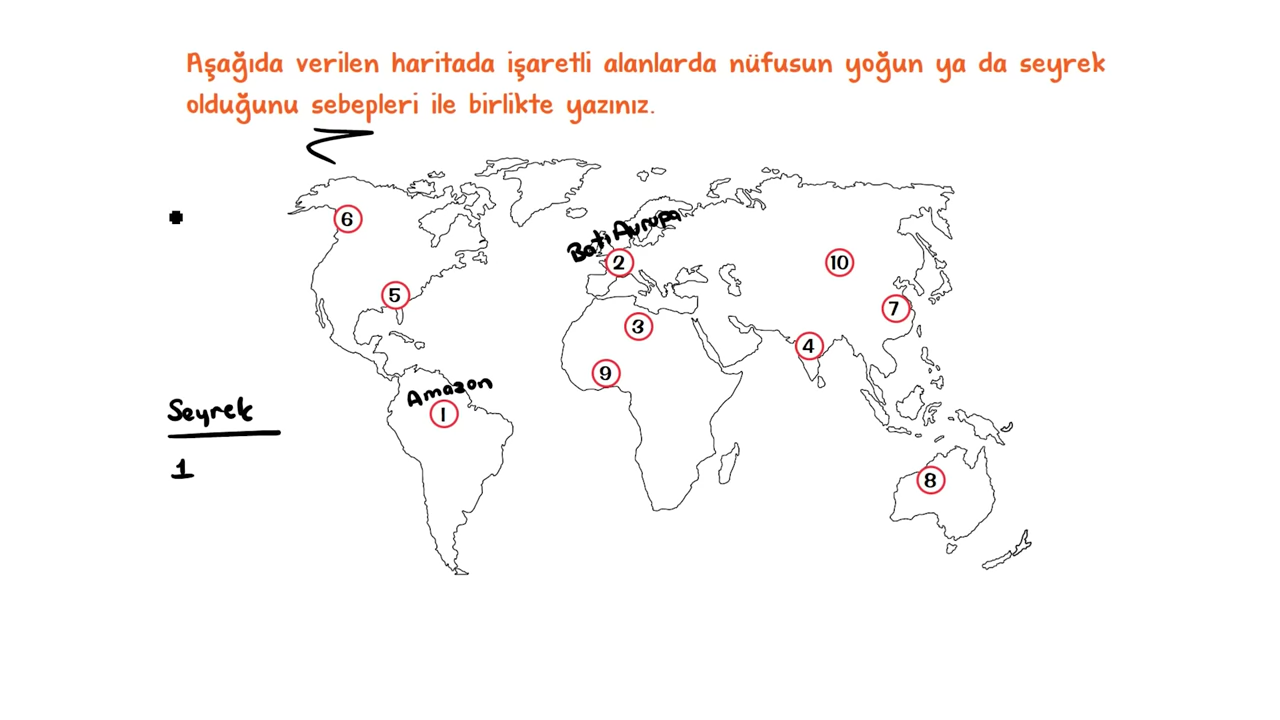 Aşağıda verilen haritada işaretli alanlarda nüfusun yoğun ya da seyrek
olduğunu sebepleri ile birlikte yazınız.
6
Batı Avrupa
2
10
5
7
3
4
9
Amazon
1
Seyrek
1
8